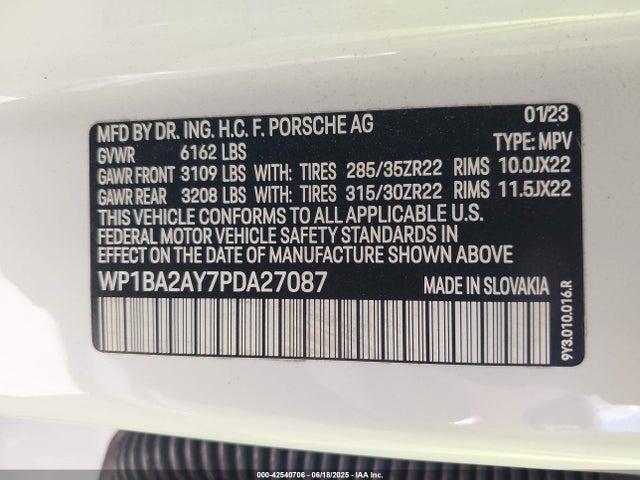 MFD BY DR. ING. H.C. F. PORSCHE AG 01/23
GVWR 6162 LBS TYPE: MPV
GAWR FRONT 3109 LBS WITH: TIRES 285/35ZR22 RIMS 10.0JX22
GAWR REAR 3208 LBS WITH: TIRES 315/30ZR22 RIMS 11.5JX22
THIS VEHICLE CONFORMS TO ALL APPLICABLE U.S.
FEDERAL MOTOR VEHICLE SAFETY STANDARDS IN
EFFECT ON THE DATE OF MANUFACTURE SHOWN ABOVE
WP1BA2AY7PDA27087 MADE IN SLOVAKIA
9Y3.010.016.R
000-42540706 - 06/18/2025 - IAA Inc.